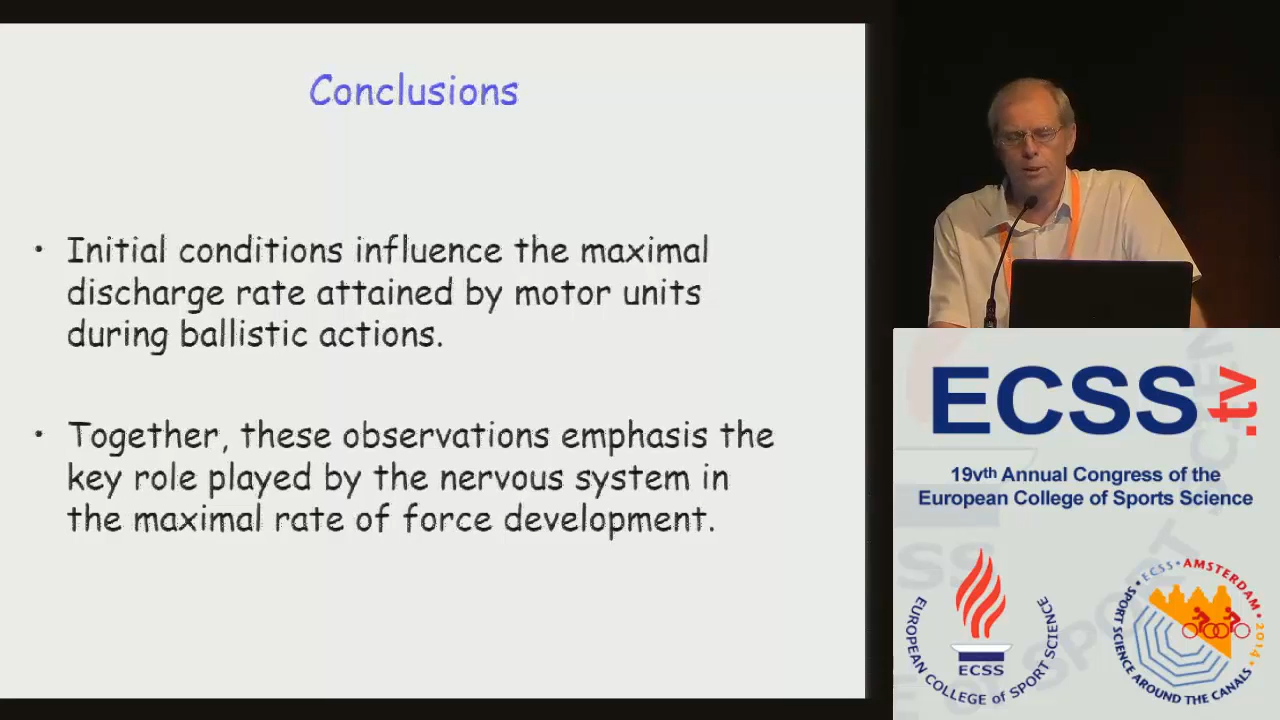 Conclusions
• Initial conditions influence the maximal
discharge rate attained by motor units
during ballistic actions.
• Together, these observations emphasis the
key role played by the nervous system in
the maximal rate of force development.
ECSS.tv
19vth Annual Congress of the
European College of Sports Science
EUROPEAN COLLEGE OF SPORT SCIENCE
ECSS
SPORT SCIENCE AROUND THE CANALS • ECSS • AMSTERDAM 2014 •